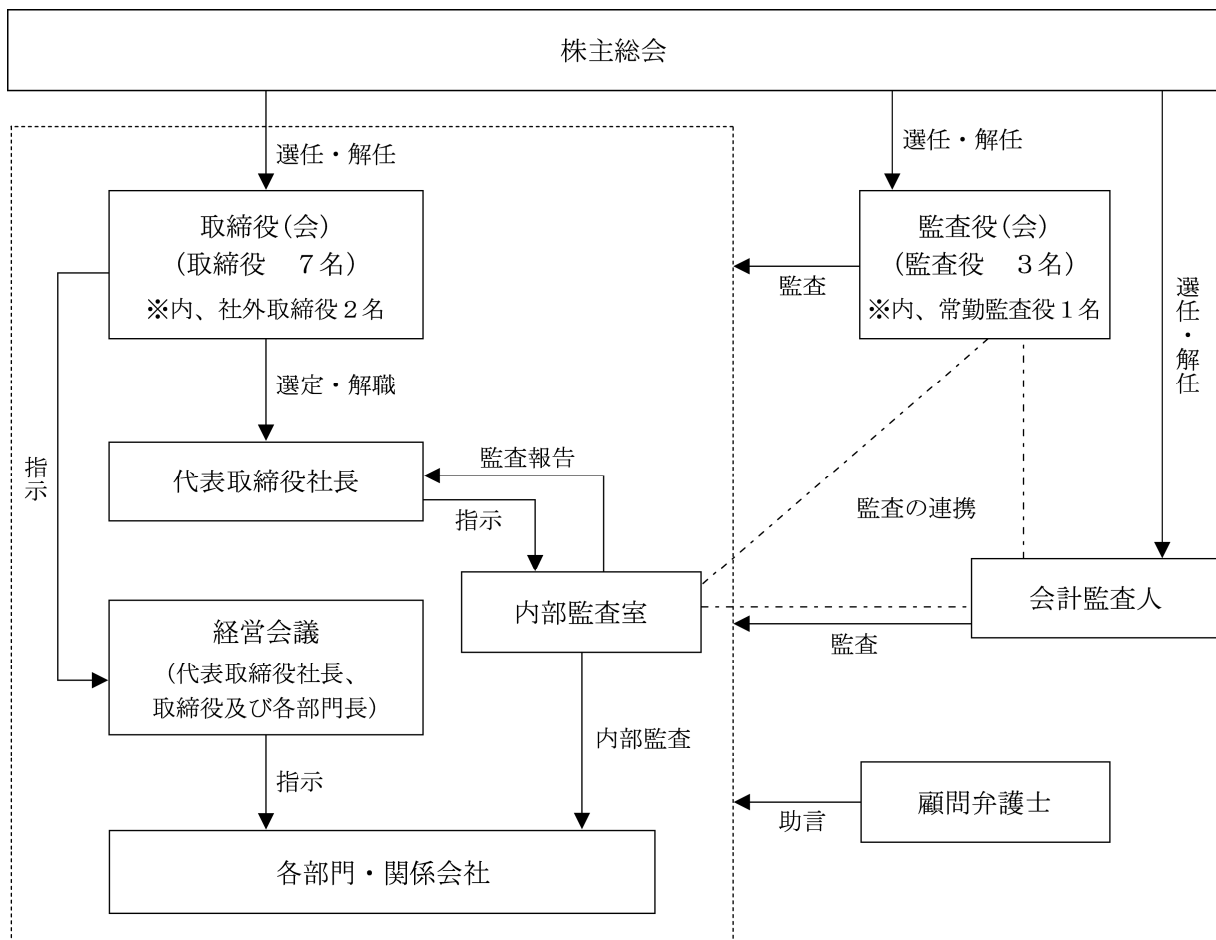 株主総会
選任・解任
選任・解任
選任・解任
取締役(会)
(取締役　７名)
※内、社外取締役２名
監査役(会)
(監査役　３名)
※内、常勤監査役１名
監査
選定・解職
指示
代表取締役社長
監査報告
指示
監査の連携
内部監査室
会計監査人
監査
経営会議
(代表取締役社長、
取締役及び各部門長)
内部監査
指示
顧問弁護士
助言
各部門・関係会社